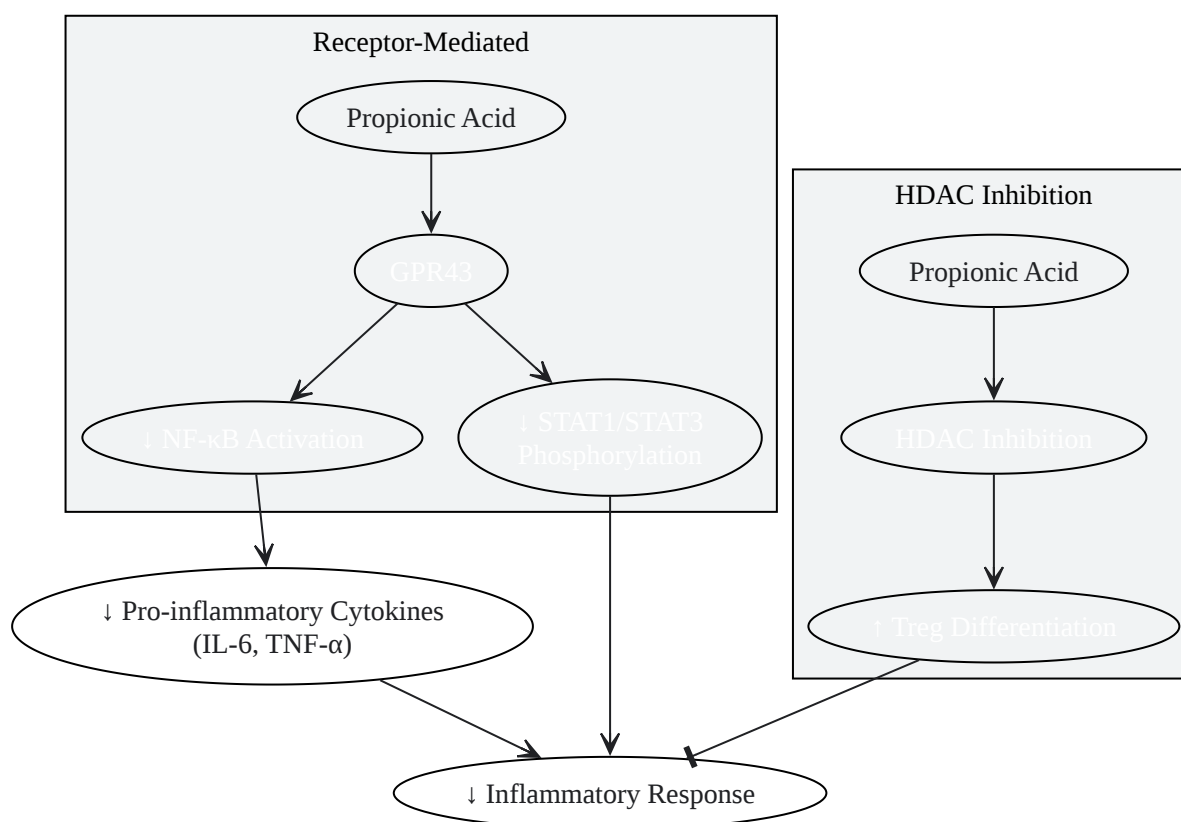 Receptor-Mediated
Propionic Acid
GPR43
↓ NF-κB Activation
↓ STAT1/STAT3
Phosphorylation
↓ Pro-inflammatory Cytokines
(IL-6, TNF-α)
HDAC Inhibition
Propionic Acid
HDAC Inhibition
↑ Treg Differentiation
↓ Inflammatory Response